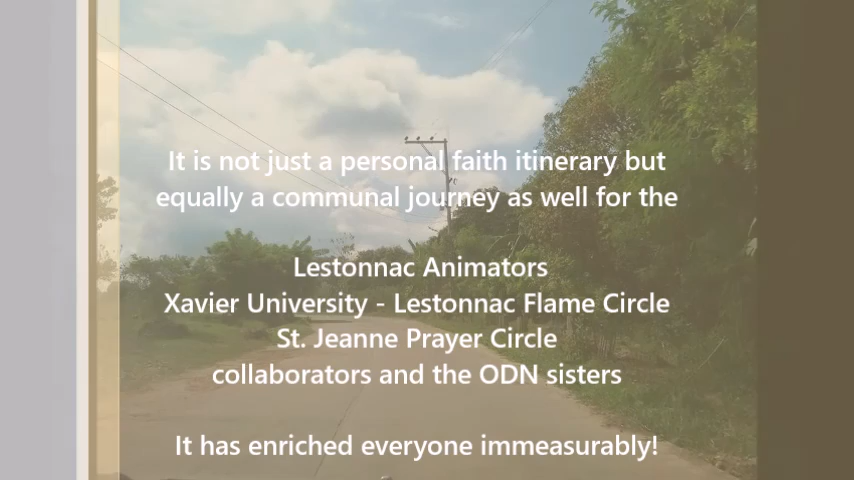 It is not just a personal faith itinerary but
equally a communal journey as well for the
Lestonnac Animators
Xavier University - Lestonnac Flame Circle
St. Jeanne Prayer Circle
collaborators and the ODN sisters
It has enriched everyone immeasurably!